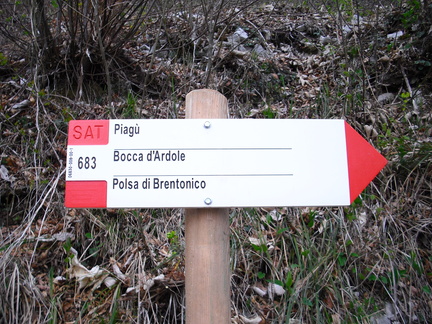 SAT
Piagù
683
Bocca d'Ardole
Polsa di Brentonico